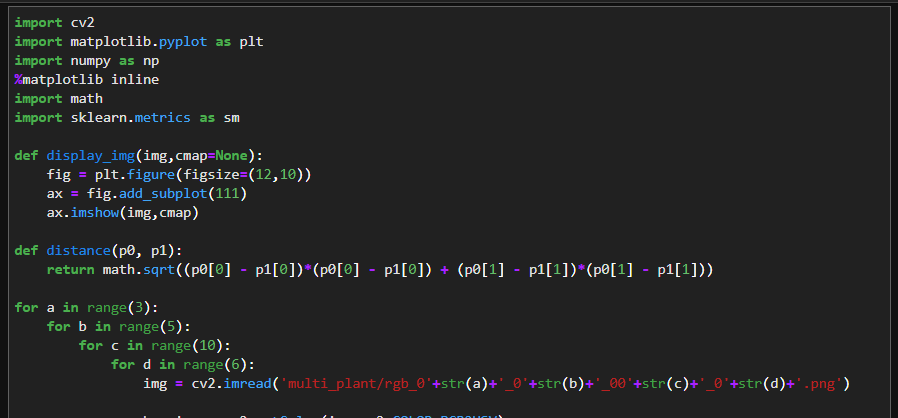 import cv2
import matplotlib.pyplot as plt
import numpy as np
%matplotlib inline
import math
import sklearn.metrics as sm
def display_img(img,cmap=None):
    fig = plt.figure(figsize=(12,10))
    ax = fig.add_subplot(111)
    ax.imshow(img,cmap)
def distance(p0, p1):
    return math.sqrt((p0[0] - p1[0])*(p0[0] - p1[0]) + (p0[1] - p1[1])*(p0[1] - p1[1]))
for a in range(3):
    for b in range(5):
        for c in range(10):
            for d in range(6):
                img = cv2.imread('multi_plant/rgb_0'+str(a)+'_0'+str(b)+'_00'+str(c)+'_0'+str(d)+'.png')